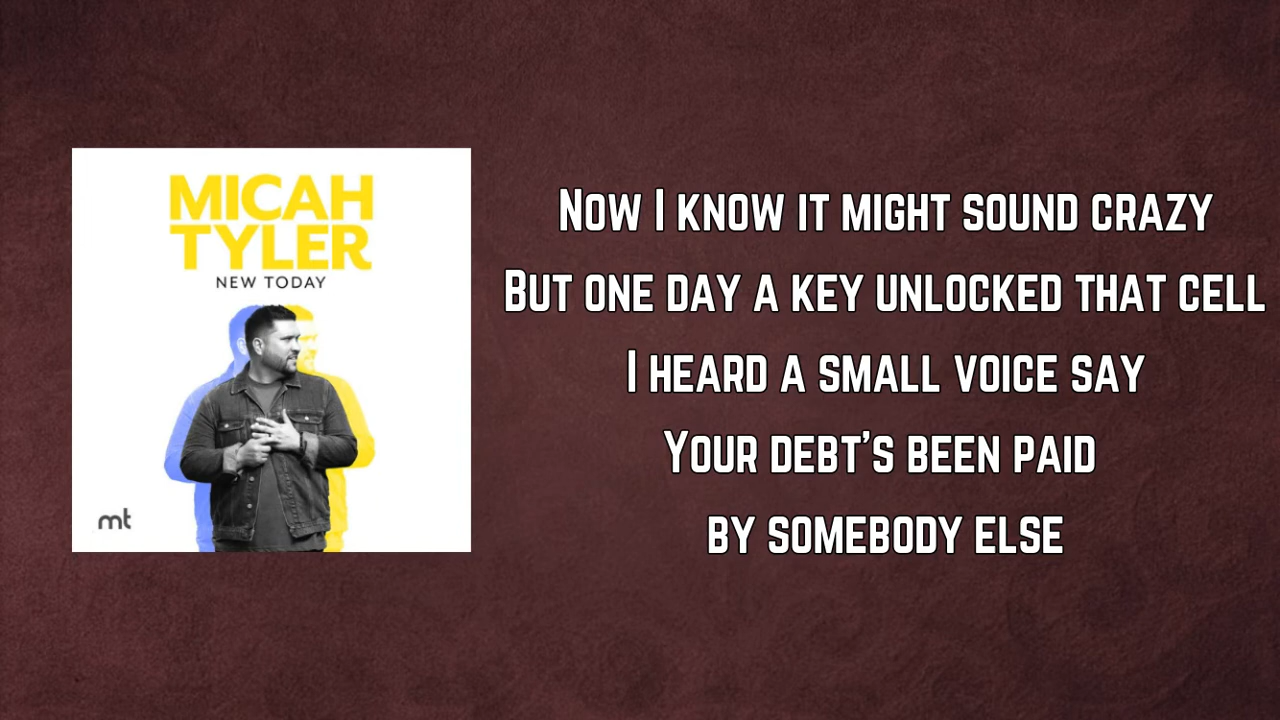 MICAH
TYLER
NEW TODAY
mt
Now I know it might sound crazy
But one day a key unlocked that cell
I heard a small voice say
Your debt's been paid
by somebody else